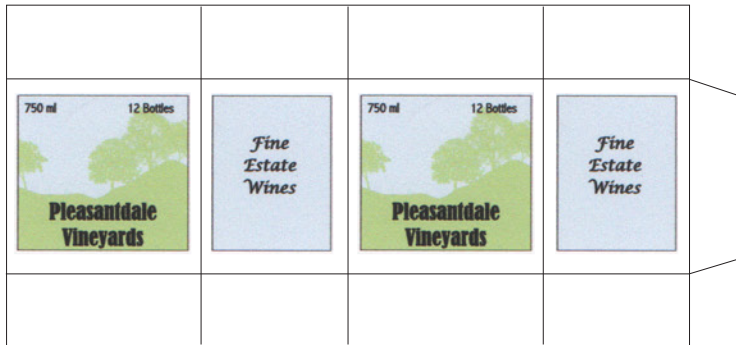 750 ml 12 Bottles
Pleasantdale
Vineyards
Fine
Estate
Wines
750 ml 12 Bottles
Pleasantdale
Vineyards
Fine
Estate
Wines